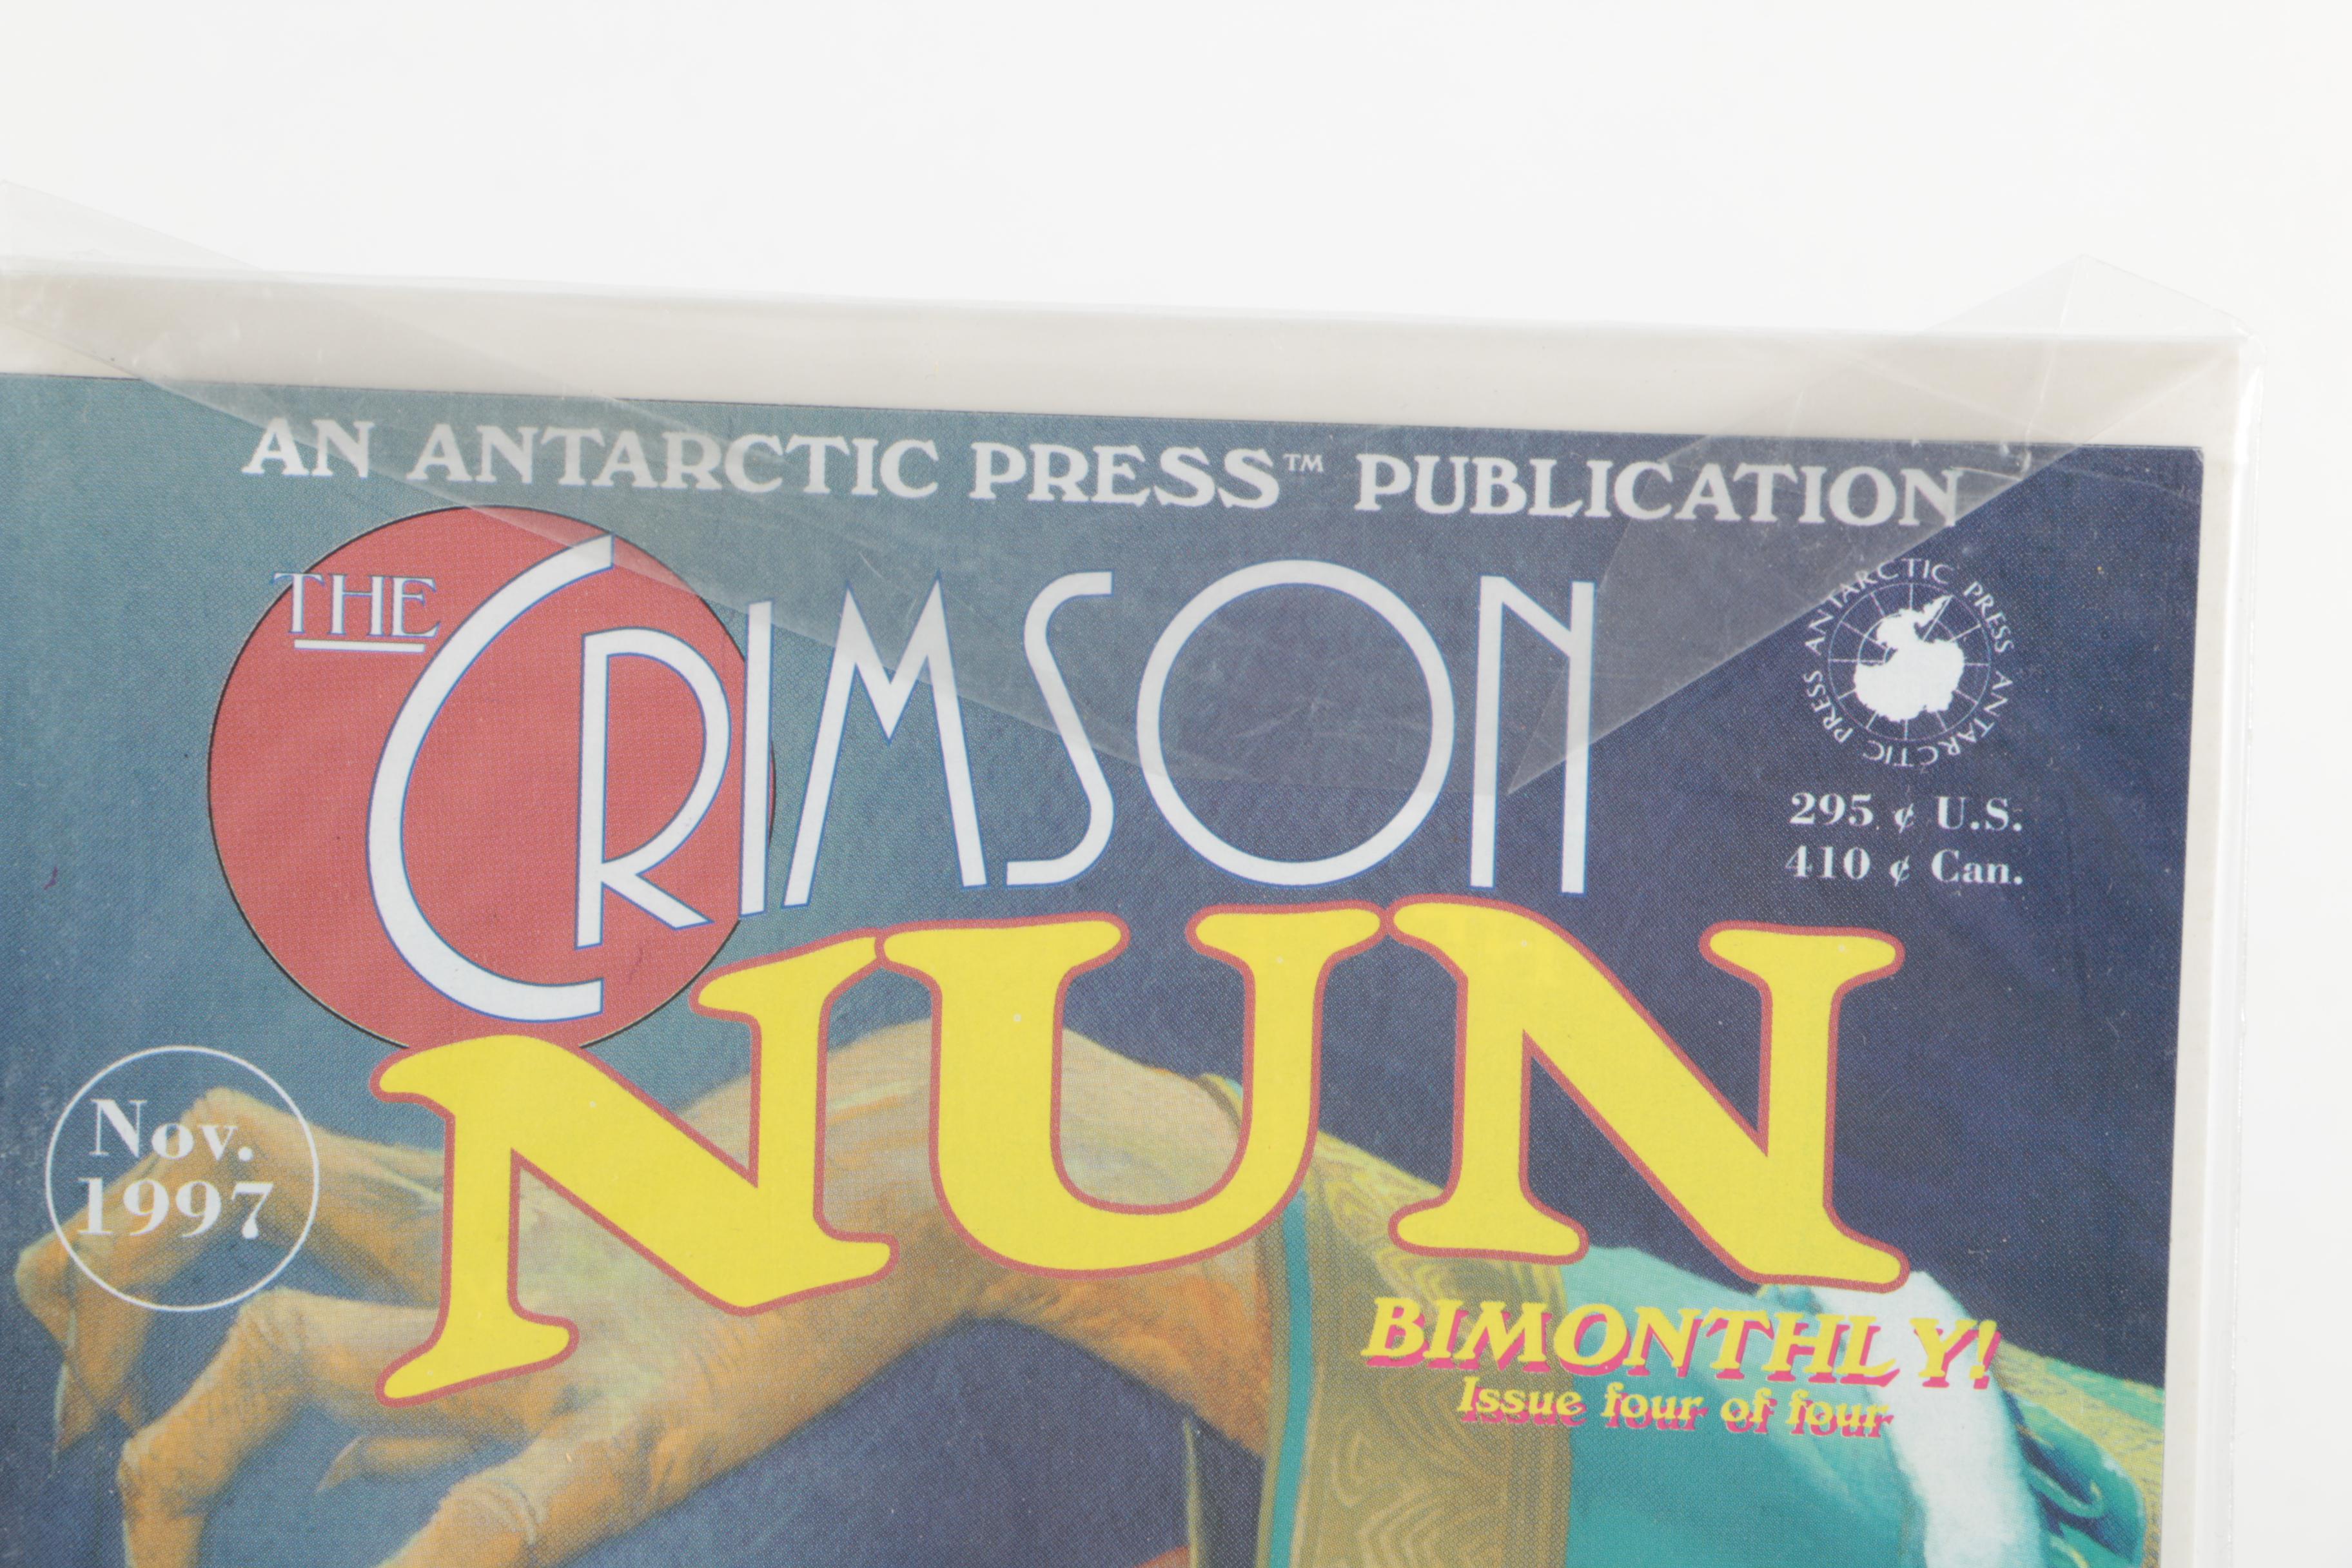 AN ANTARCTIC PRESS™ PUBLICATION
THE
CRIMSON
NUN
ANTARCTIC PRESS ANTARCTIC PRESS
295 ¢ U.S.
410 ¢ Can.
Nov.
1997
BIMONTHLY!
Issue four of four